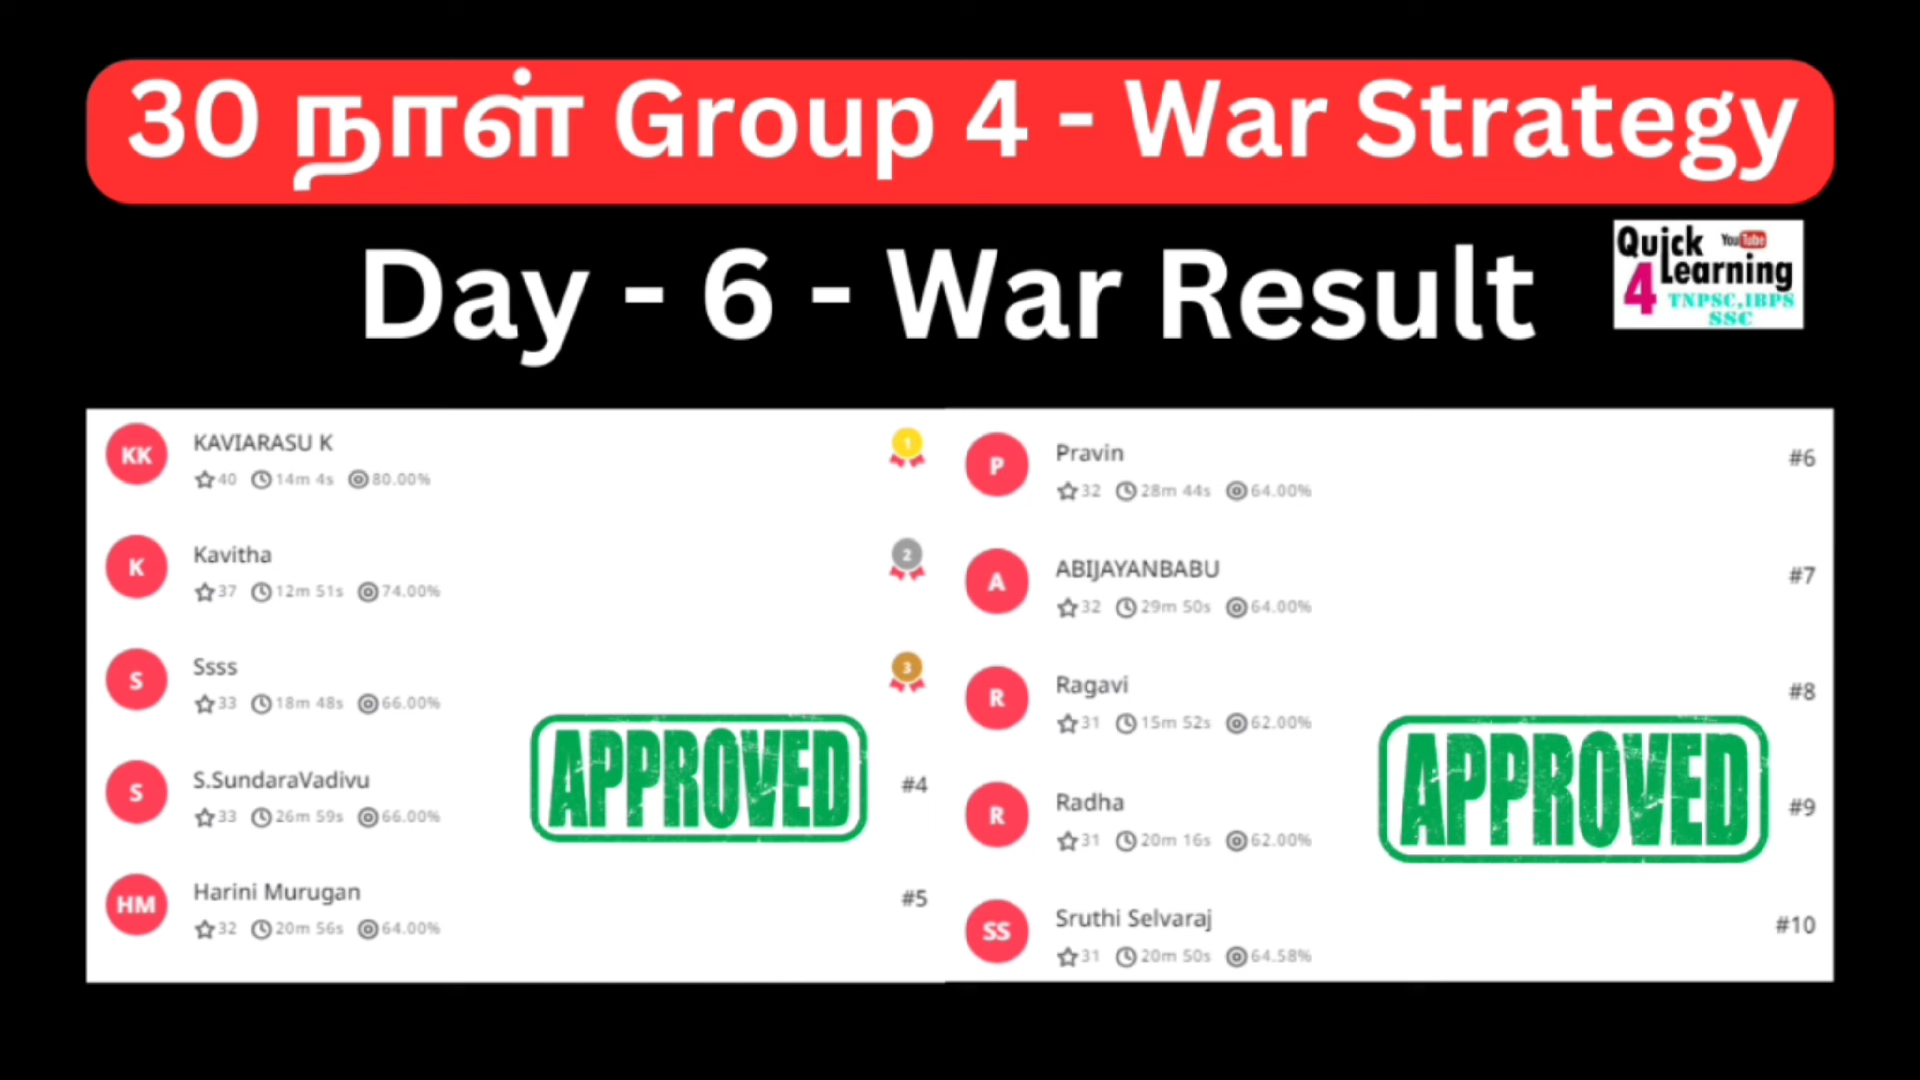 30 நாள் Group 4 - War Strategy
Day - 6 - War Result
Quick YouTube
4 Learning
TNPSC,IBPS
SSC
KK KAVIARASU K 1
40 14m 4s 80.00%
K Kavitha 2
37 12m 51s 74.00%
S Ssss 3
33 18m 48s 66.00%
S S.SundaraVadivu #4
33 26m 59s 66.00%
APPROVED
HM Harini Murugan #5
32 20m 56s 64.00%
P Pravin #6
32 28m 44s 64.00%
A ABIJAYANBABU #7
32 29m 50s 64.00%
R Ragavi #8
31 15m 52s 62.00%
R Radha #9
31 20m 16s 62.00%
APPROVED
SS Sruthi Selvaraj #10
31 20m 50s 64.58%